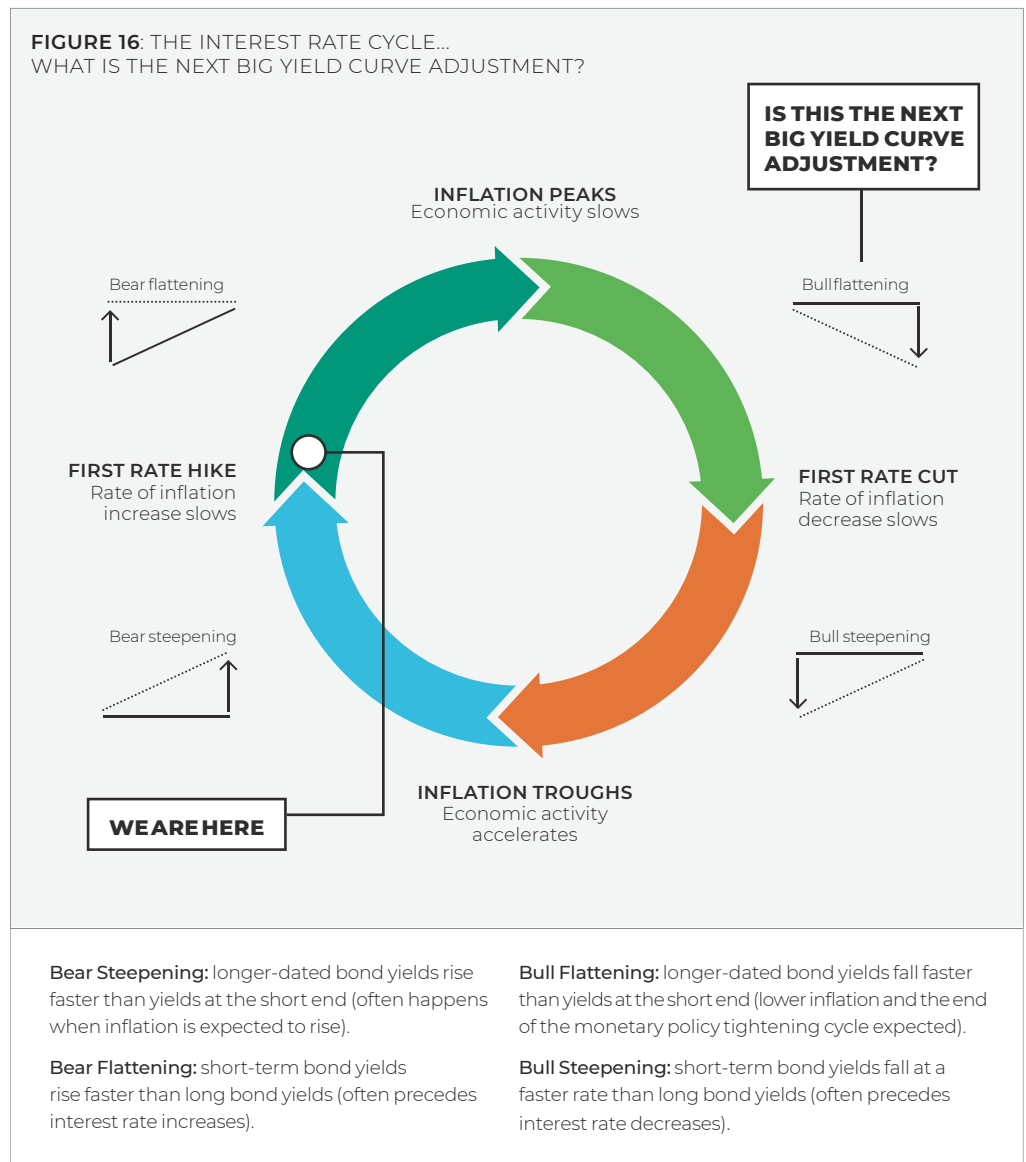 FIGURE 16: THE INTEREST RATE CYCLE...
WHAT IS THE NEXT BIG YIELD CURVE ADJUSTMENT?
IS THIS THE NEXT
BIG YIELD CURVE
ADJUSTMENT?
INFLATION PEAKS
Economic activity slows
Bear flattening
Bull flattening
FIRST RATE HIKE
Rate of inflation
increase slows
FIRST RATE CUT
Rate of inflation
decrease slows
Bear steepening
Bull steepening
INFLATION TROUGHS
Economic activity
accelerates
WE ARE HERE
Bear Steepening: longer-dated bond yields rise
faster than yields at the short end (often happens
when inflation is expected to rise).
Bear Flattening: short-term bond yields
rise faster than long bond yields (often precedes
interest rate increases).
Bull Flattening: longer-dated bond yields fall faster
than yields at the short end (lower inflation and the end
of the monetary policy tightening cycle expected).
Bull Steepening: short-term bond yields fall at a
faster rate than long bond yields (often precedes
interest rate decreases).